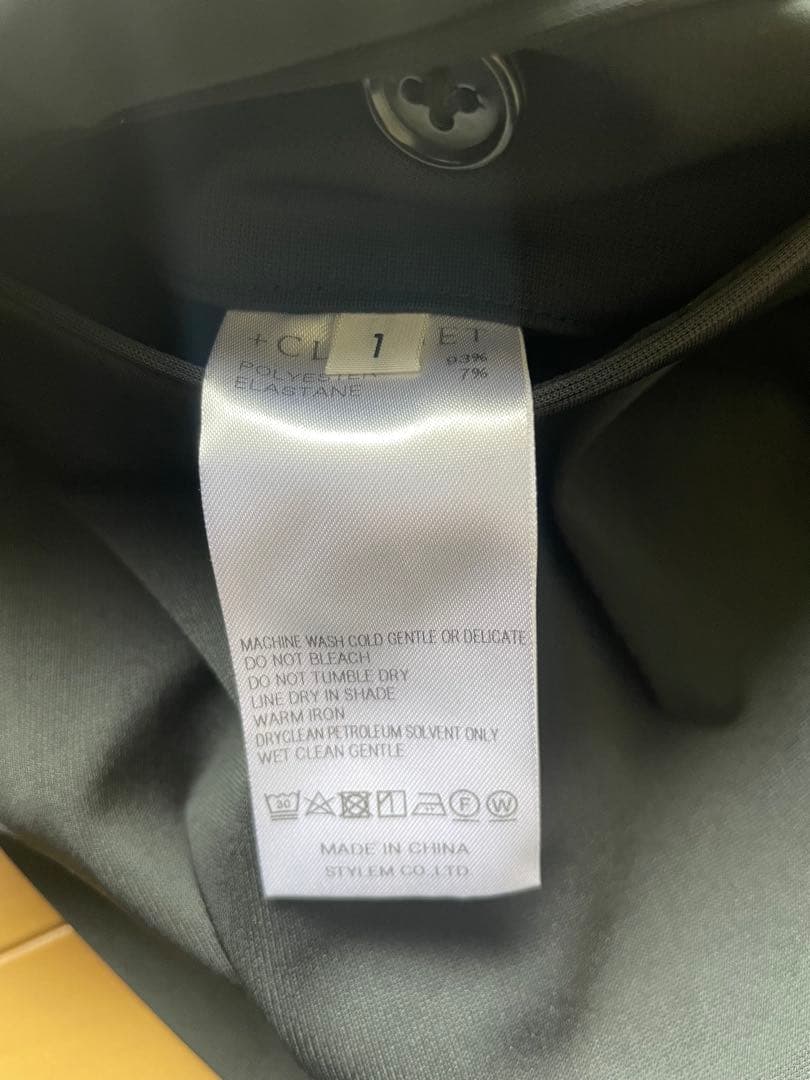 +CL ET
1
POLYESTER 93%
ELASTANE 7%
MACHINE WASH COLD GENTLE OR DELICATE
DO NOT BLEACH
DO NOT TUMBLE DRY
LINE DRY IN SHADE
WARM IRON
DRYCLEAN PETROLEUM SOLVENT ONLY
WET CLEAN GENTLE
30 F W
MADE IN CHINA
STYLEM CO.,LTD